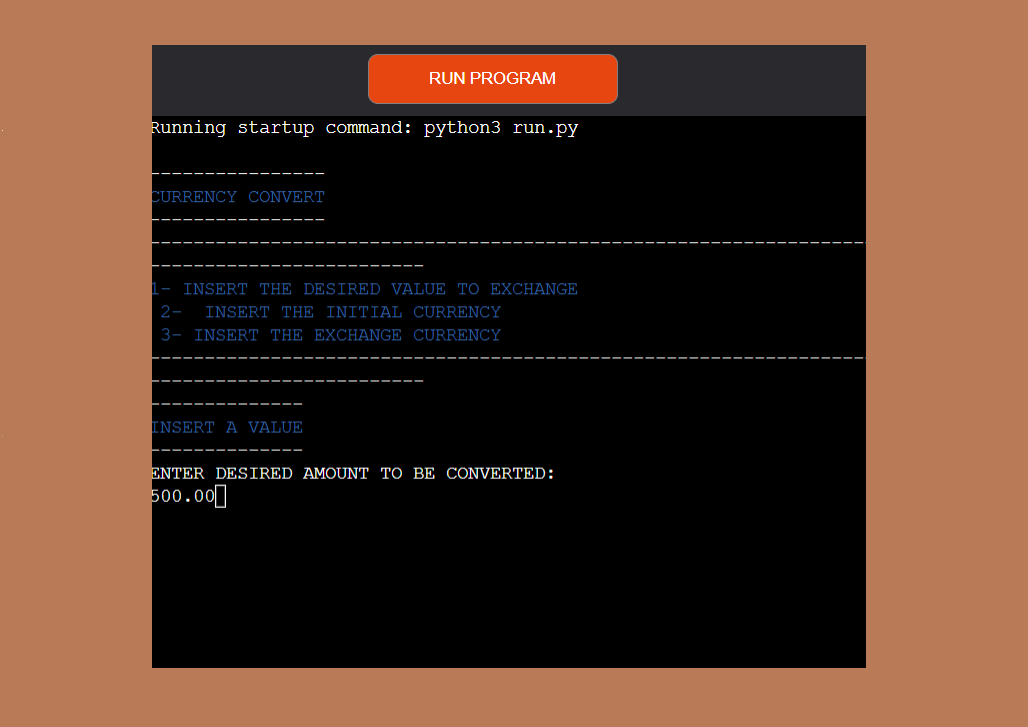 RUN PROGRAM
Running startup command: python3 run.py
----------------
CURRENCY CONVERT
----------------
-----------------------------------------------------------------
-------------------------
1- INSERT THE DESIRED VALUE TO EXCHANGE
 2-  INSERT THE INITIAL CURRENCY
 3- INSERT THE EXCHANGE CURRENCY
-----------------------------------------------------------------
-------------------------
--------------
INSERT A VALUE
--------------
ENTER DESIRED AMOUNT TO BE CONVERTED:
500.00